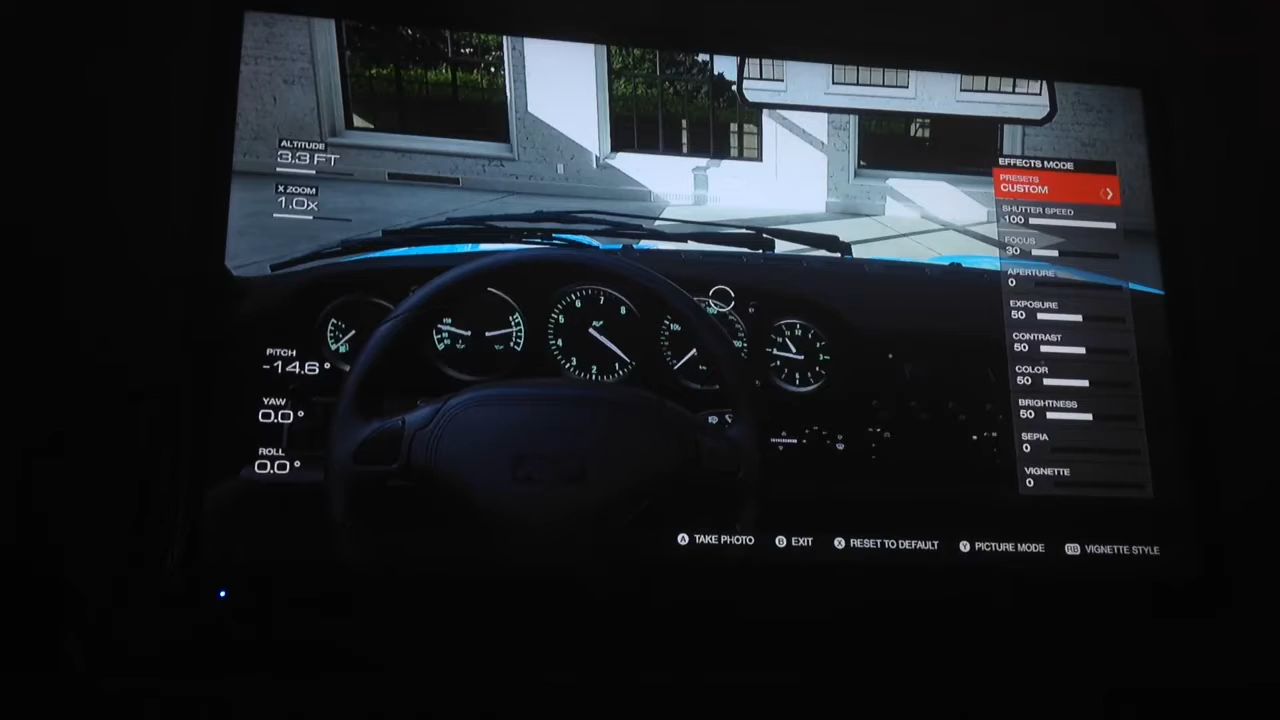 ALTITUDE
3.3 FT
X ZOOM
1.0x
EFFECTS MODE
PRESETS
CUSTOM
SHUTTER SPEED
100
FOCUS
30
APERTURE
0
EXPOSURE
50
CONTRAST
50
COLOR
50
BRIGHTNESS
50
SEPIA
0
VIGNETTE
0
PITCH
-14.6°
YAW
0.0°
ROLL
0.0°
A TAKE PHOTO B EXIT X RESET TO DEFAULT Y PICTURE MODE RB VIGNETTE STYLE